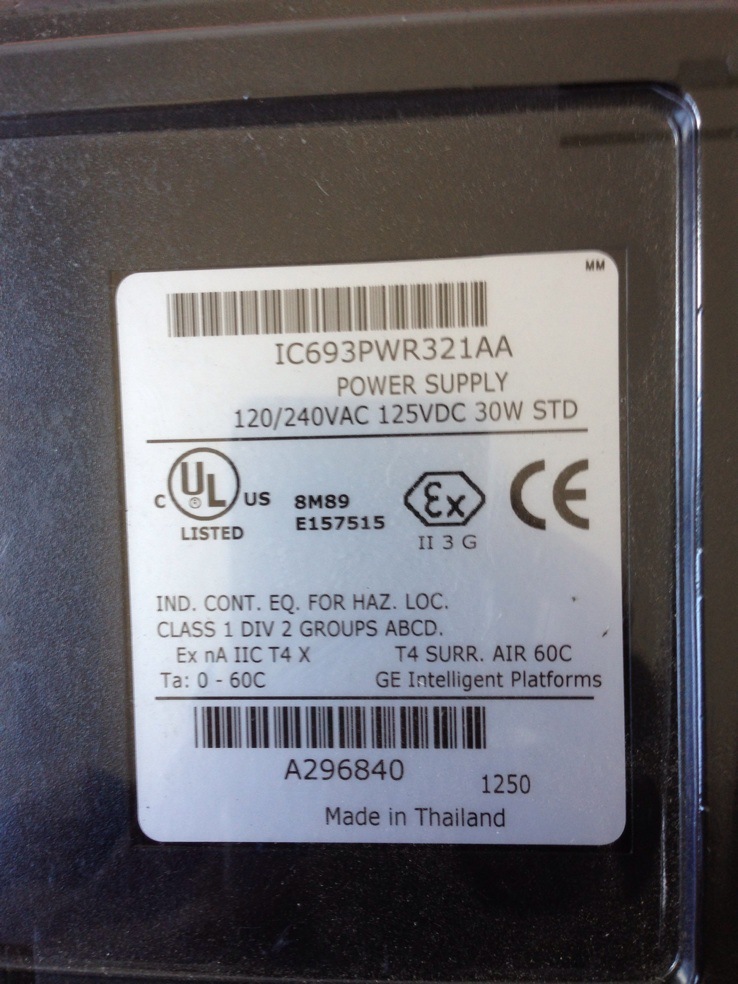 MM
IC693PWR321AA
POWER SUPPLY
120/240VAC 125VDC 30W STD
C UL ® US
LISTED
8M89
E157515
Ex
II 3 G
CE
IND. CONT. EQ. FOR HAZ. LOC.
CLASS 1 DIV 2 GROUPS ABCD.
Ex nA IIC T4 X T4 SURR. AIR 60C
Ta: 0 - 60C GE Intelligent Platforms
A296840
1250
Made in Thailand